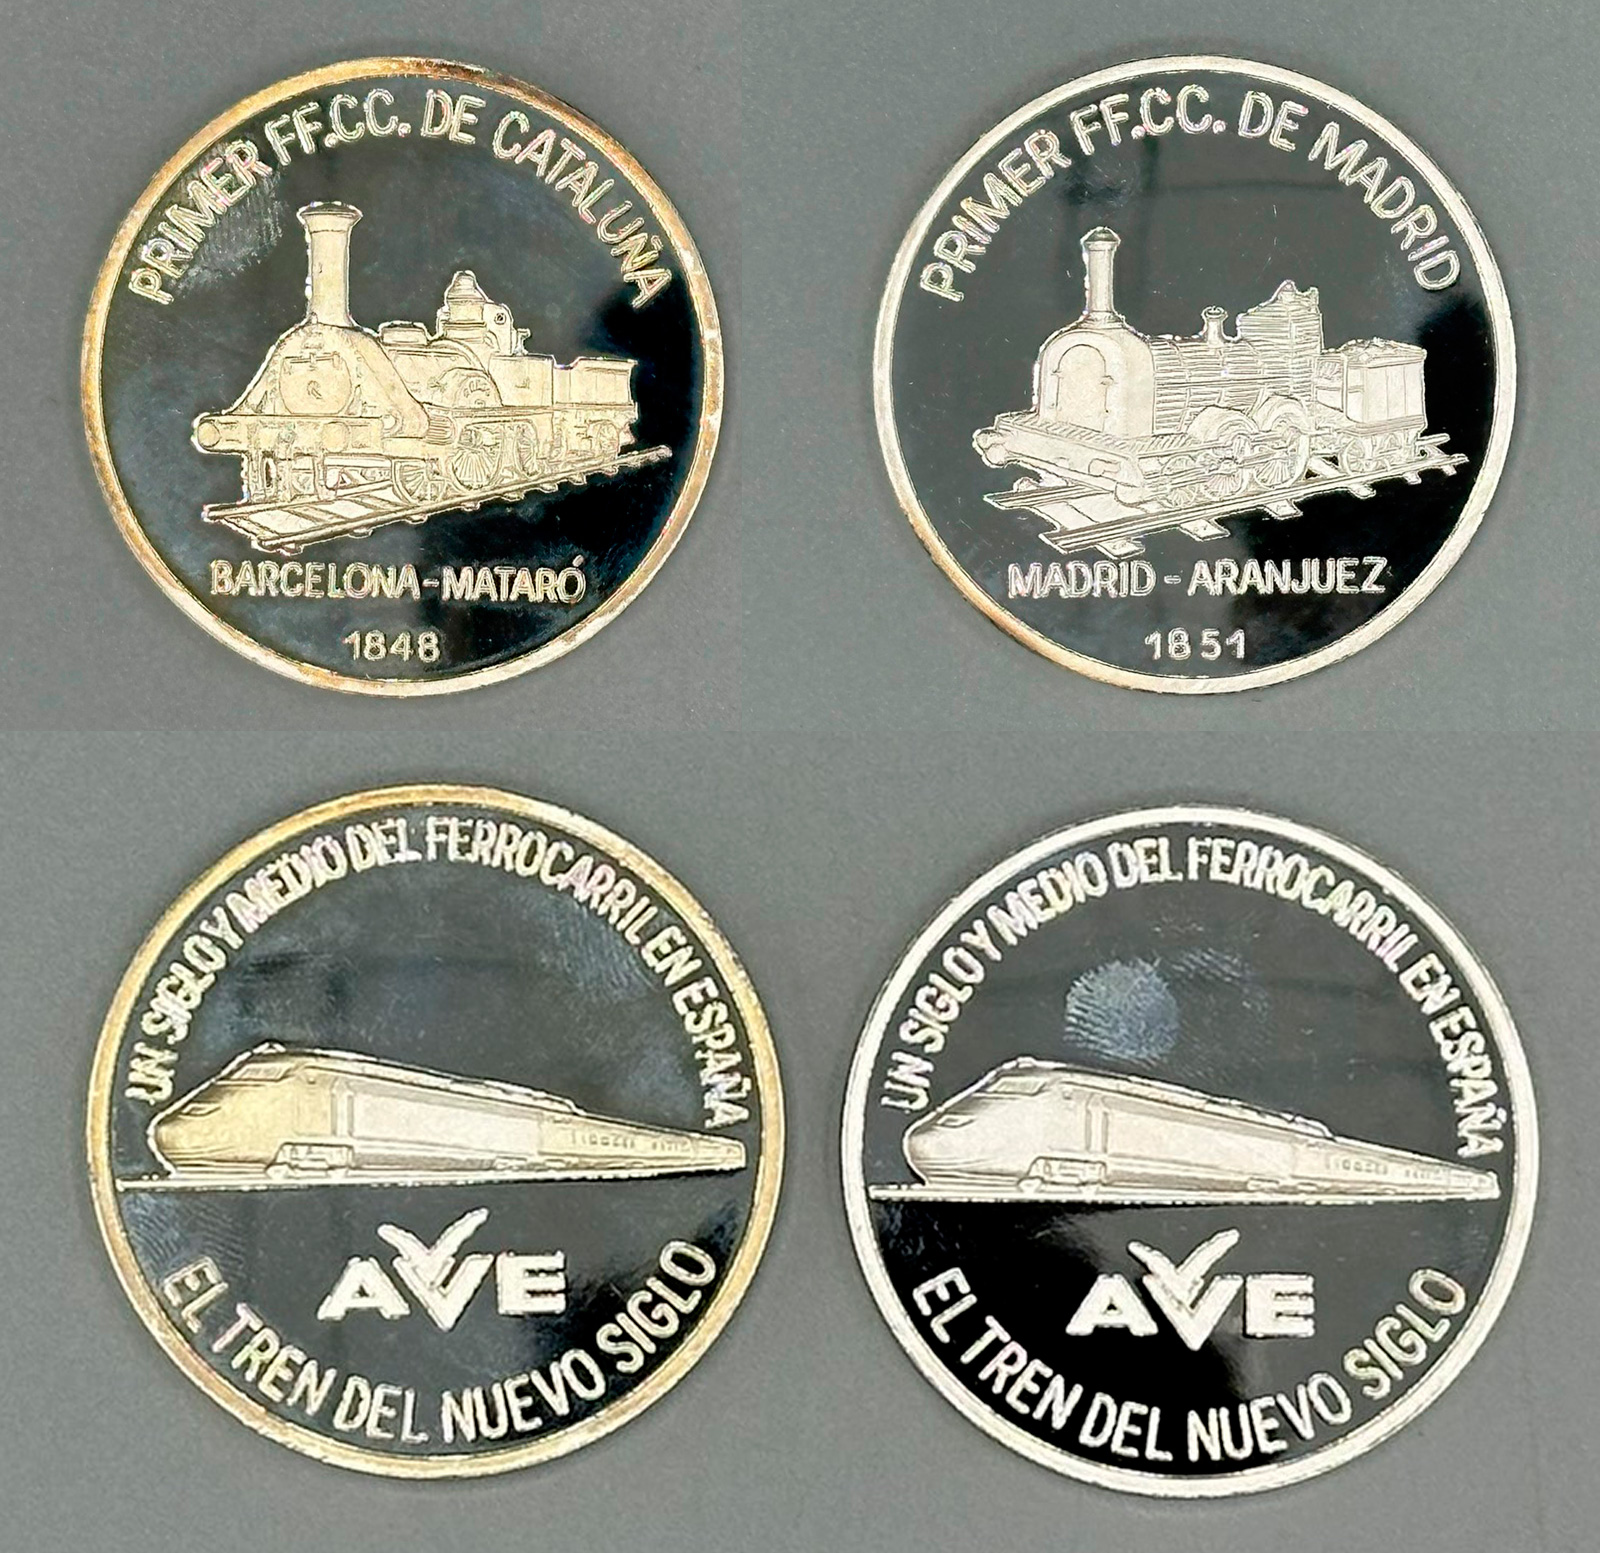 PRIMER FF.CC. DE CATALUÑA
BARCELONA-MATARÓ
1848
PRIMER FF.CC. DE MADRID
MADRID - ARANJUEZ
1851
UN SIGLO Y MEDIO DEL FERROCARRIL EN ESPAÑA
AVE
EL TREN DEL NUEVO SIGLO
UN SIGLO Y MEDIO DEL FERROCARRIL EN ESPAÑA
AVE
EL TREN DEL NUEVO SIGLO